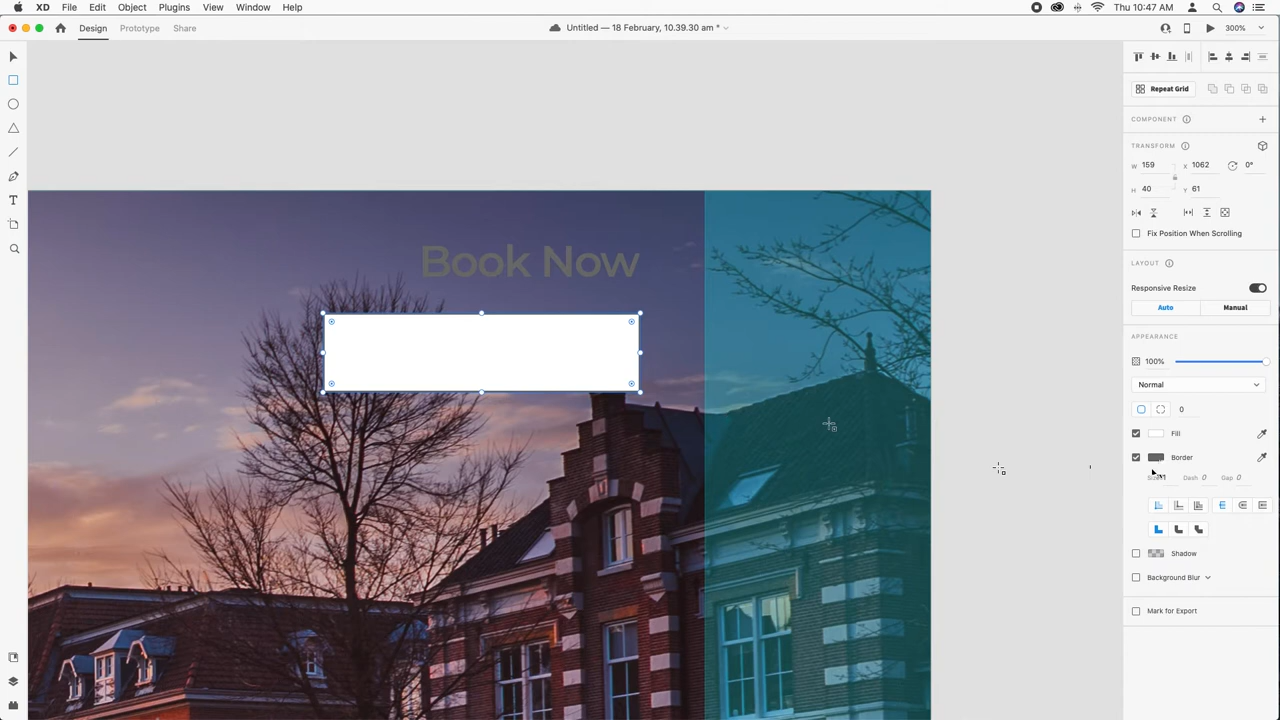 XD File Edit Object Plugins View Window Help Thu 10:47 AM
Design Prototype Share Untitled — 18 February, 10.39.30 am * 300%
Repeat Grid
COMPONENT
TRANSFORM
W 159 X 1062 0°
H 40 Y 61
Fix Position When Scrolling
Book Now
LAYOUT
Responsive Resize
Auto Manual
APPEARANCE
100%
Normal
0
Fill
Border
Dash 0 Gap 0
Shadow
Background Blur
Mark for Export